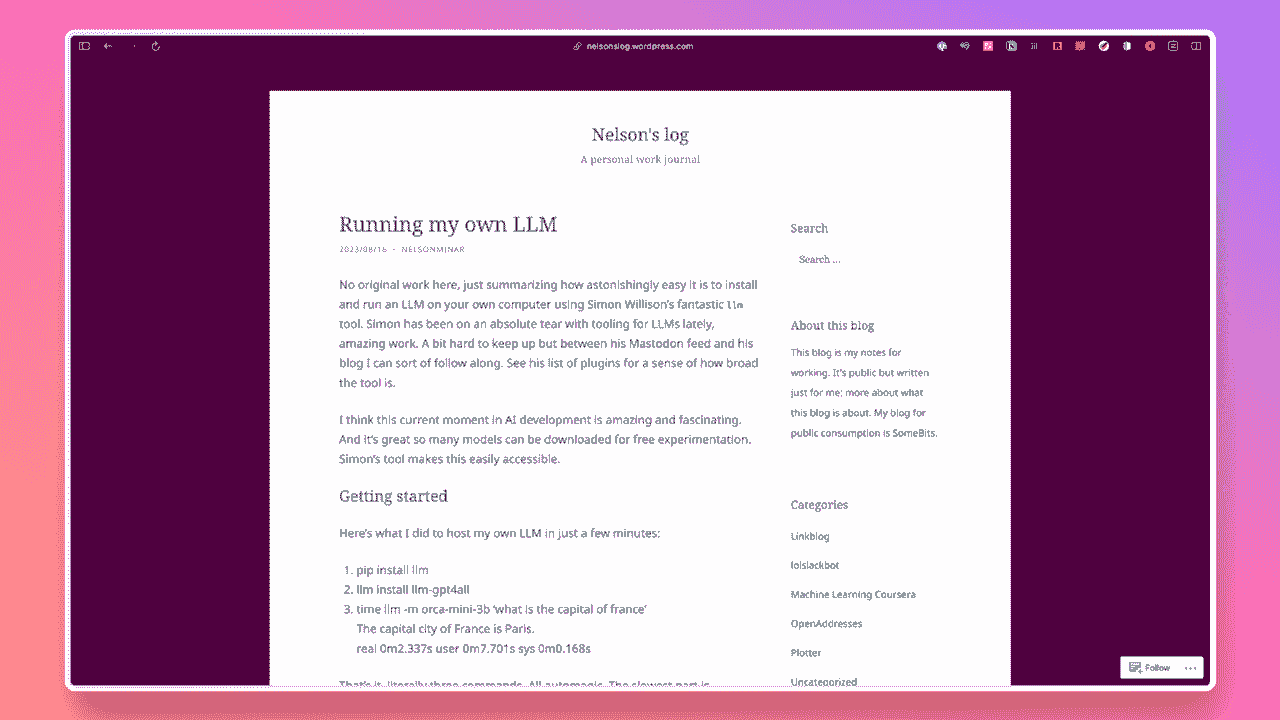 nelsonslog.wordpress.com
Nelson's log
A personal work journal
Running my own LLM
2023/08/16 - NELSONMINAR
No original work here, just summarizing how astonishingly easy it is to install
and run an LLM on your own computer using Simon Willison's fantastic llm
tool. Simon has been on an absolute tear with tooling for LLMs lately,
amazing work. A bit hard to keep up but between his Mastodon feed and his
blog I can sort of follow along. See his list of plugins for a sense of how broad
the tool is.
I think this current moment in AI development is amazing and fascinating.
And it's great so many models can be downloaded for free experimentation.
Simon's tool makes this easily accessible.
Getting started
Here's what I did to host my own LLM in just a few minutes:
1. pip install llm
2. llm install llm-gpt4all
3. time llm -m orca-mini-3b 'what is the capital of france'
The capital city of France is Paris.
real 0m2.337s user 0m7.701s sys 0m0.168s
That's it, literally three commands. All automagic. The slowest part is
Search
Search ...
About this blog
This blog is my notes for
working. It's public but written
just for me; more about what
this blog is about. My blog for
public consumption is SomeBits.
Categories
Linkblog
lolslackbot
Machine Learning Coursera
OpenAddresses
Plotter
Uncategorized
Follow